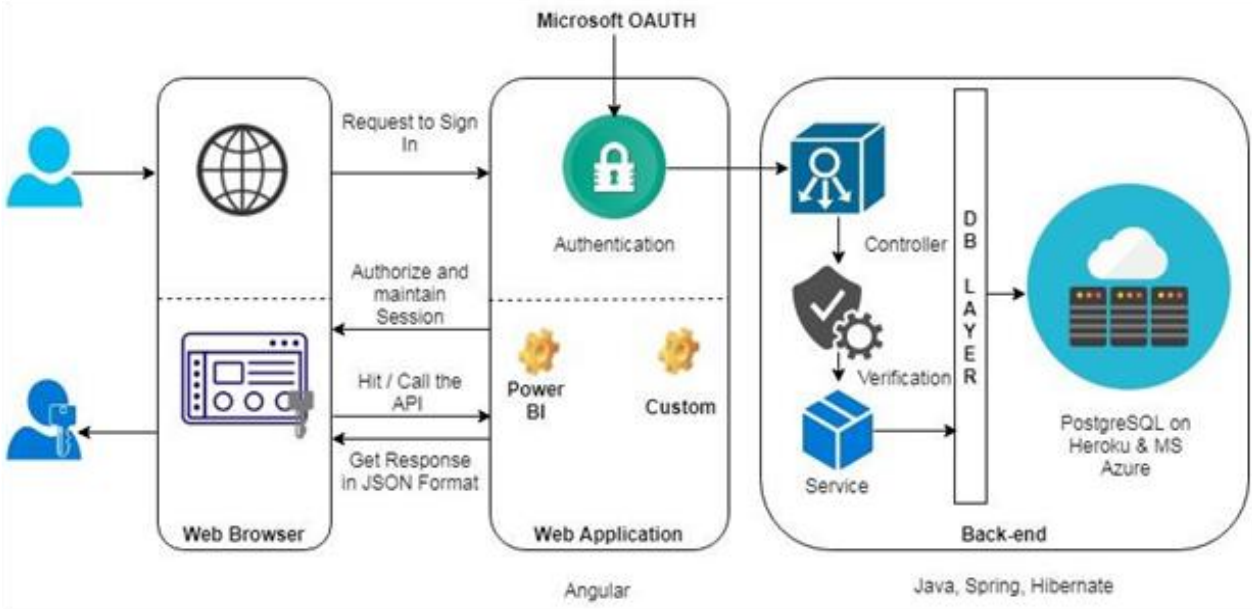 Microsoft OAUTH
Request to Sign
In
Authentication
Authorize and
maintain
Session
Hit / Call the
API
Get Response
in JSON Format
Web Browser
Power
BI
Custom
Web Application
Angular
Controller
Verification
Service
DB LAYER
PostgreSQL on
Heroku & MS
Azure
Back-end
Java, Spring, Hibernate